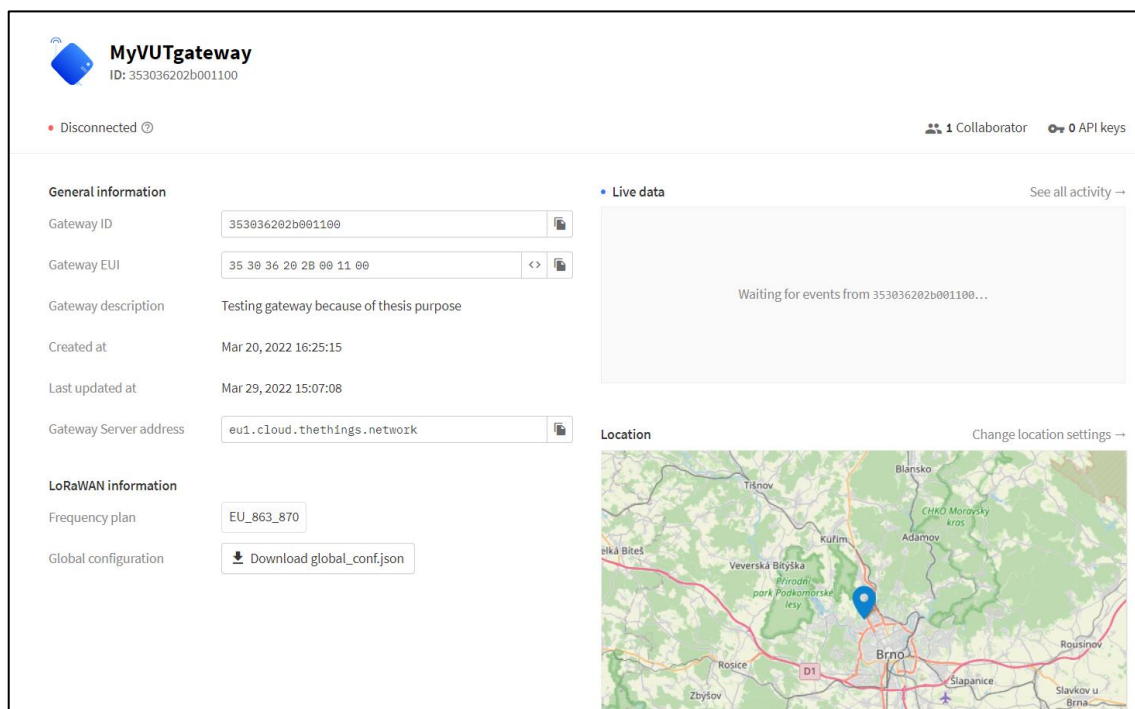 MyVUTgateway
ID: 353036202b001100
Disconnected
1 Collaborator
0 API keys
General information
Gateway ID
353036202b001100
Gateway EUI
35 30 36 20 2B 00 11 00
Gateway description
Testing gateway because of thesis purpose
Created at
Mar 20, 2022 16:25:15
Last updated at
Mar 29, 2022 15:07:08
Gateway Server address
eu1.cloud.thethings.network
LoRaWAN information
Frequency plan
EU_863_870
Global configuration
Download global_conf.json
Live data
See all activity →
Waiting for events from 353036202b001100...
Location
Change location settings →
Blansko
Tišnov
CHKO Moravský
kras
Kuřim
Adamov
elká Bíteš
Veverská Bítýška
Přírodní
park Podkomorské
lesy
Brno
Rousínov
Rosice
D1
Šlapanice
Zbýšov
Slavkov u
Brna